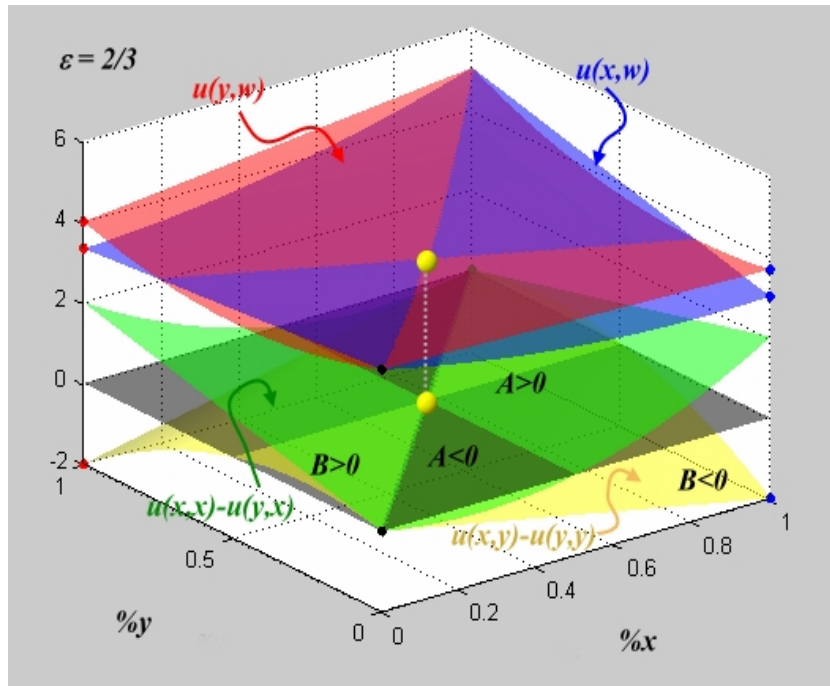 ε = 2/3
u(y,w)
u(x,w)
6
4
2
0
-2
A>0
B>0
A<0
B<0
u(x,x)-u(y,x)
u(x,y)-u(y,y)
1
0.5
0
%y
0
0.2
0.4
0.6
0.8
1
%x